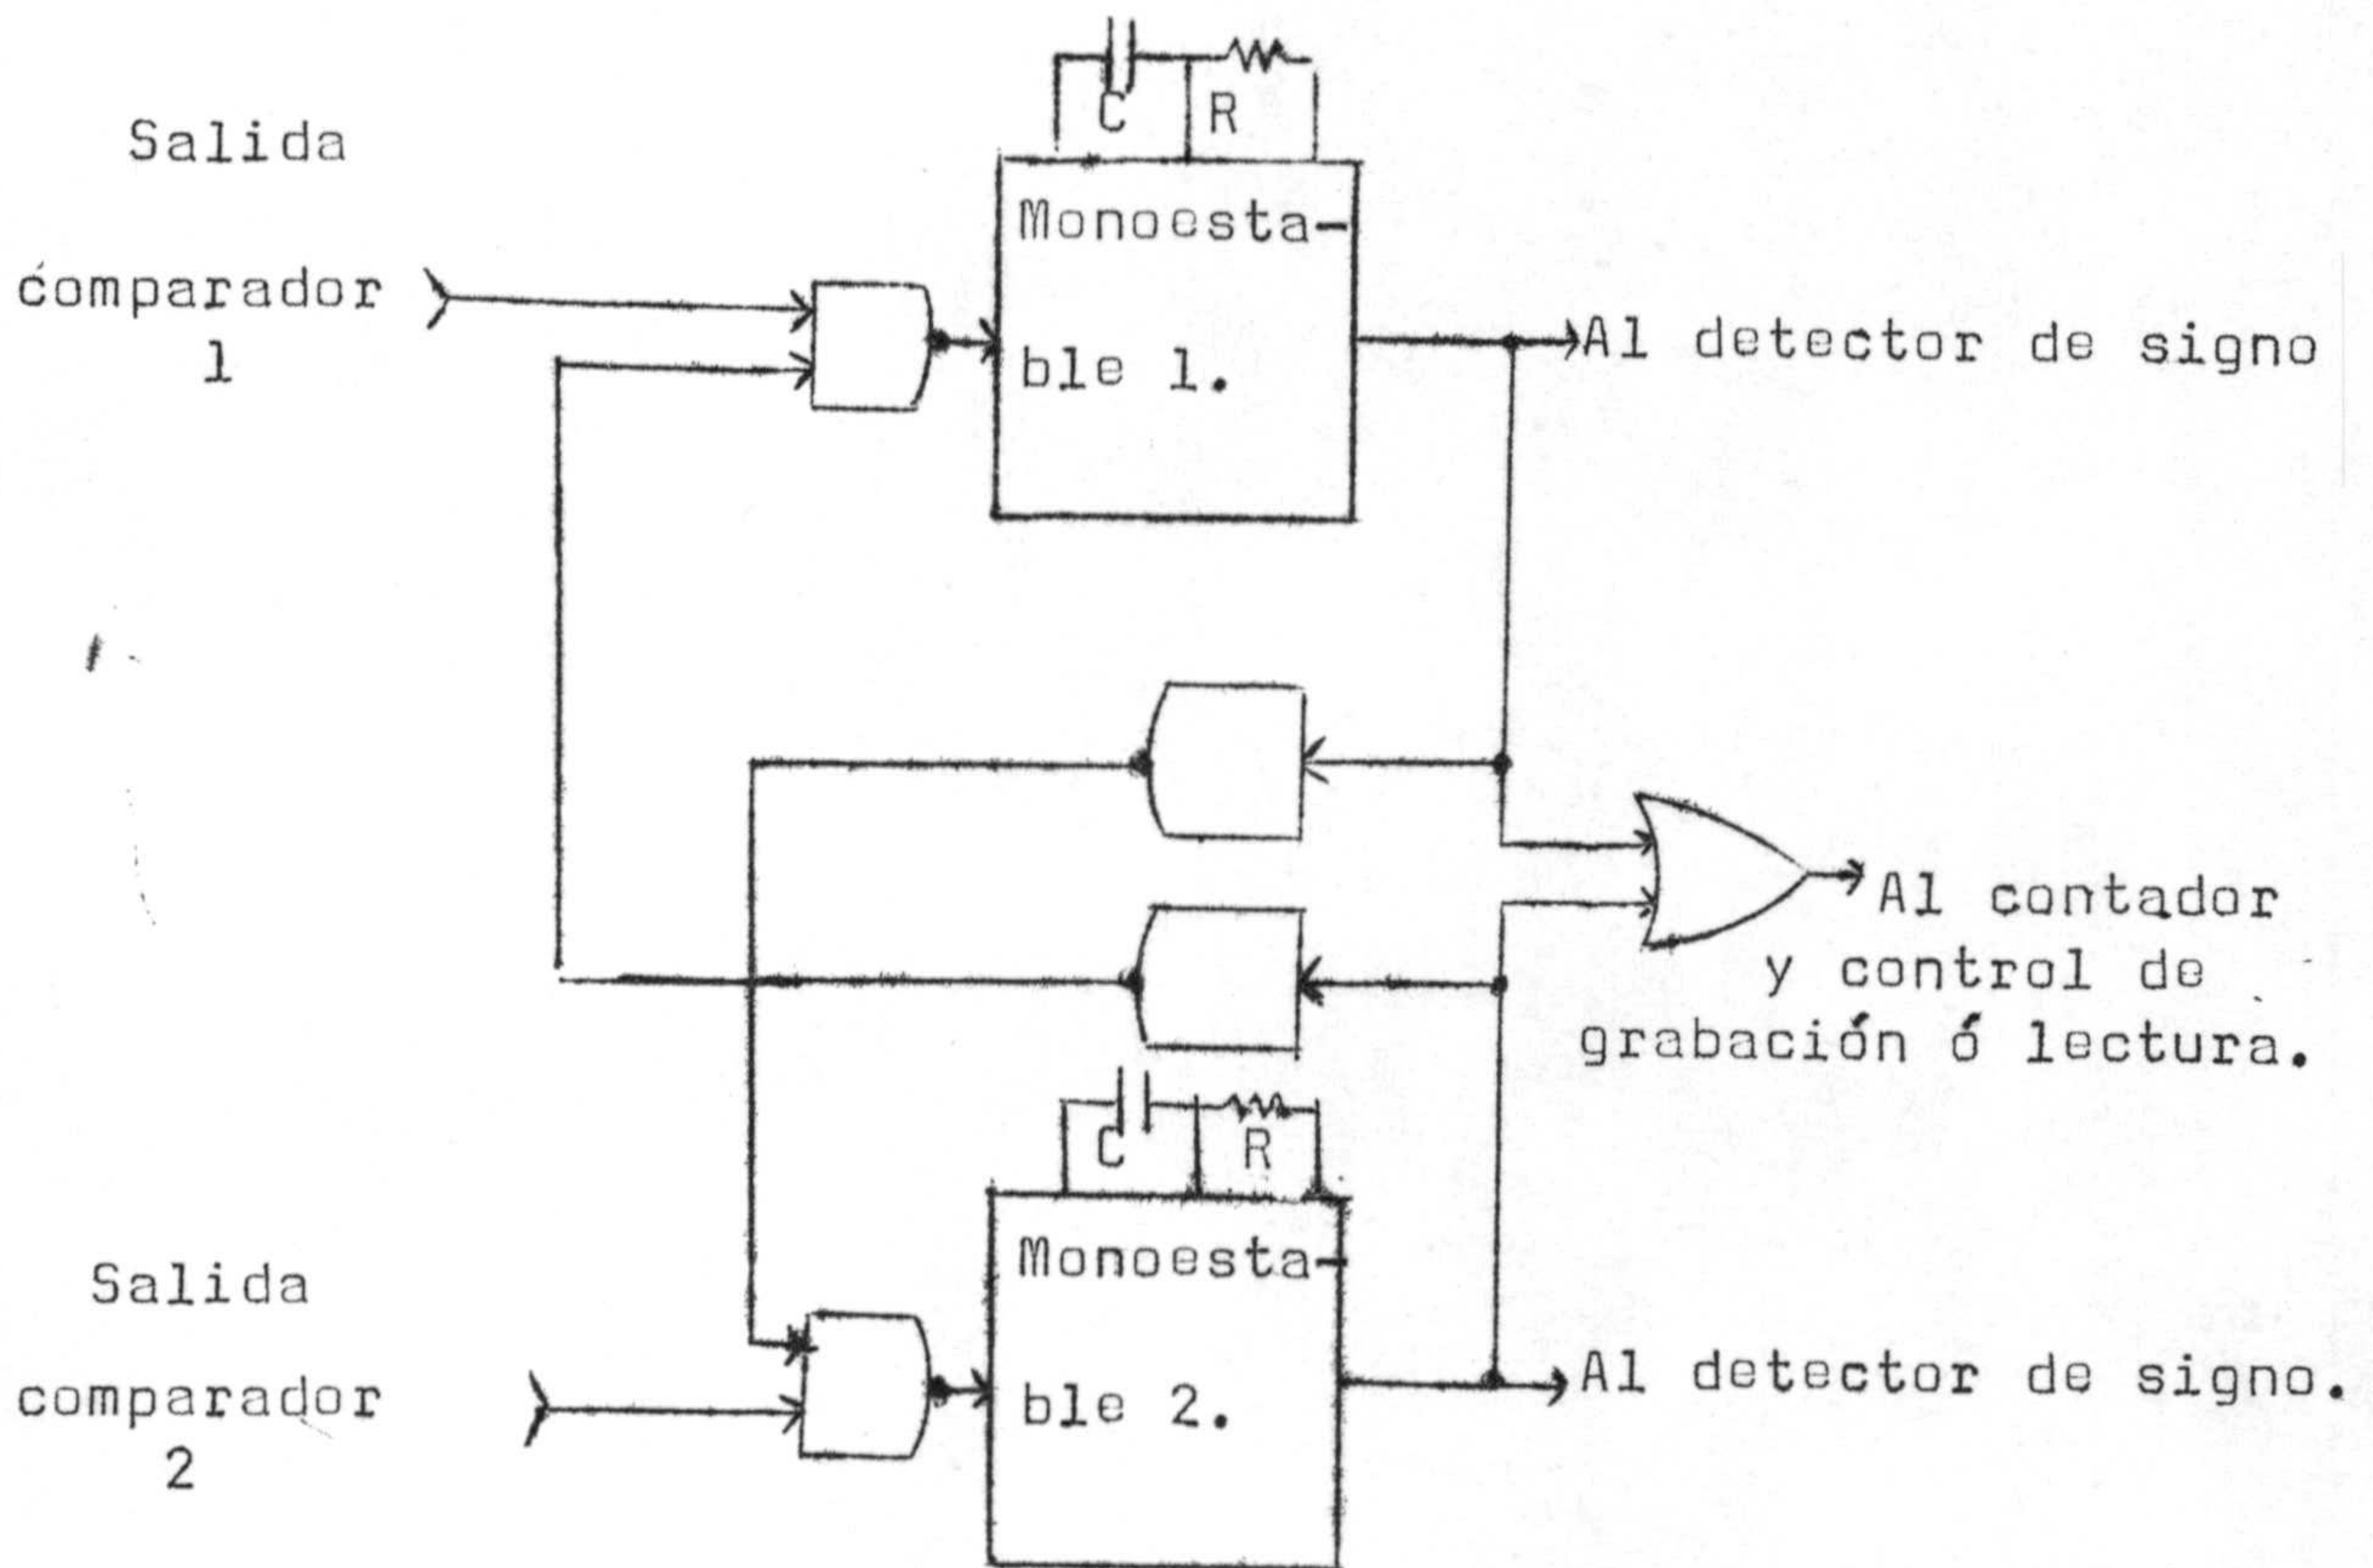 C R
Salida
comparador
1
Monoesta-
ble 1.
Al detector de signo
Al contador
y control de
grabación ó lectura.
C R
Salida
comparador
2
Monoesta-
ble 2.
Al detector de signo.